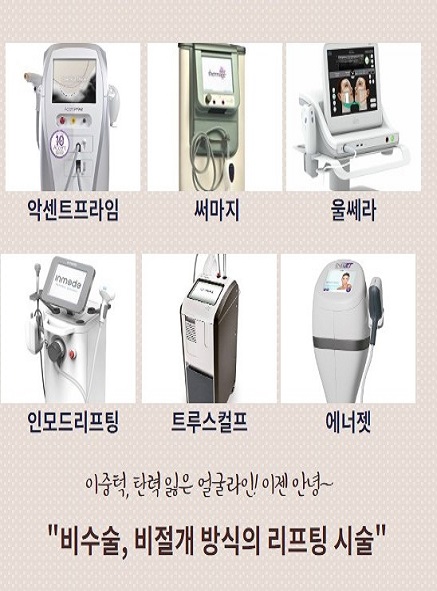 악센트프라임 써마지 울쎄라
inmode
인모드리프팅 트루스컬프 에너젯
이중턱, 탄력 잃은 얼굴라인! 이젠 안녕~
"비수술, 비절개 방식의 리프팅 시술"